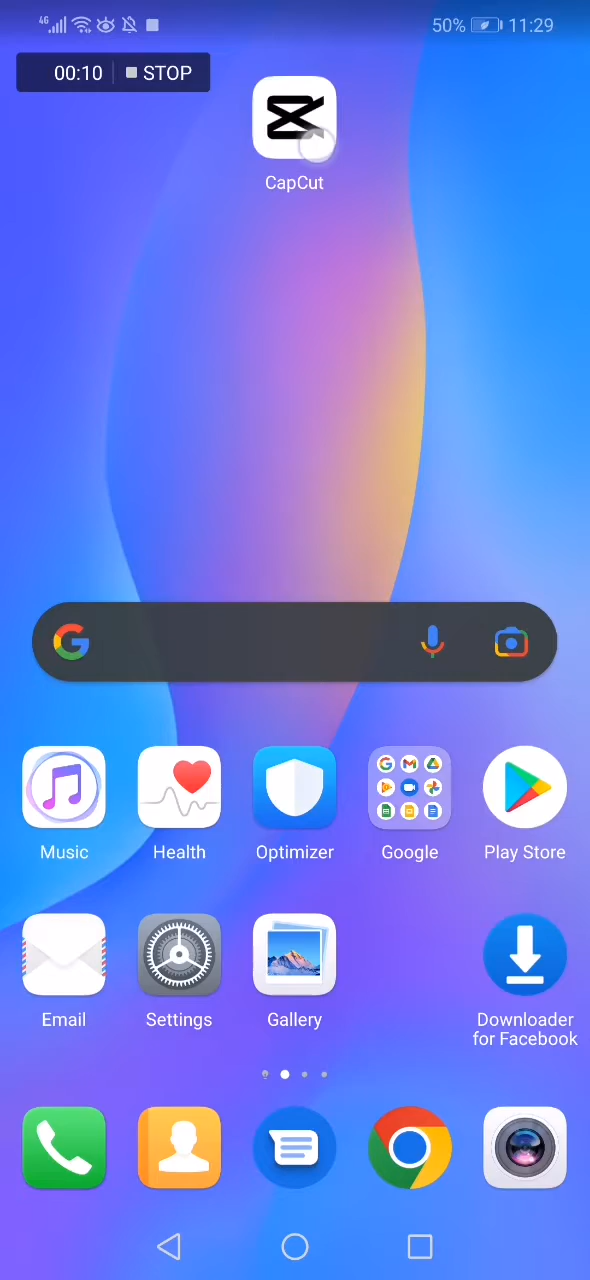 4G
50%
11:29
00:10
STOP
CapCut
Music
Health
Optimizer
Google
Play Store
Email
Settings
Gallery
Downloader
for Facebook